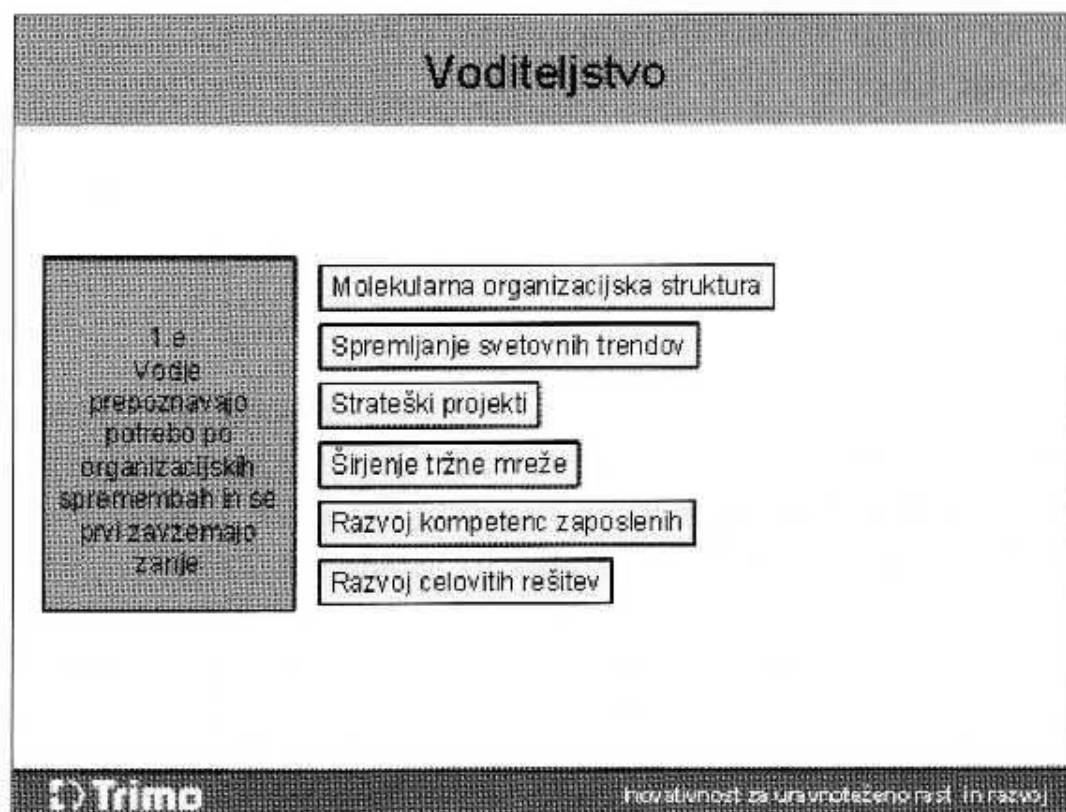 Voditeljstvo
1.e
Vodje
prepoznavajo
potrebo po
organizacijskih
spremembah in se
prvi zavzemajo
zanje
Molekularna organizacijska struktura
Spremljanje svetovnih trendov
Strateški projekti
Širjenje tržne mreže
Razvoj kompetenc zaposlenih
Razvoj celovitih rešitev
Trimo
Inovativnost za uravnoteženo rast in razvoj